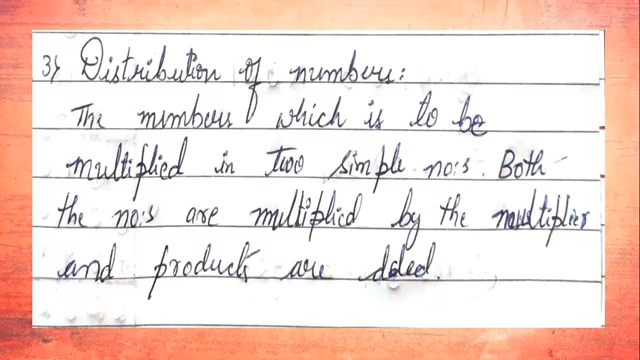 3) Distribution of numbers:
The numbers which is to be
multiplied in two simple no:s. Both
the no:s are multiplied by the multiplier
and products are dded.